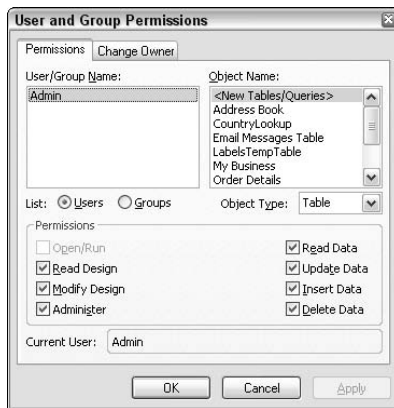 User and Group Permissions
Permissions
Change Owner
User/Group Name:
Object Name:
Admin
<New Tables/Queries>
Address Book
CountryLookup
Email Messages Table
LabelsTempTable
My Business
Order Details
List:
Users
Groups
Object Type:
Table
Permissions
Open/Run
Read Data
Read Design
Update Data
Modify Design
Insert Data
Administer
Delete Data
Current User:
Admin
OK
Cancel
Apply